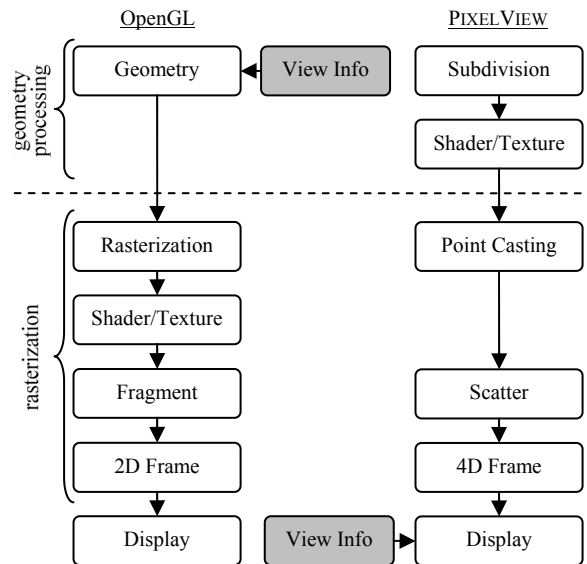 OpenGL
PIXELVIEW
geometry
processing
Geometry
View Info
Subdivision
Shader/Texture
rasterization
Rasterization
Point Casting
Shader/Texture
Fragment
Scatter
2D Frame
4D Frame
Display
View Info
Display